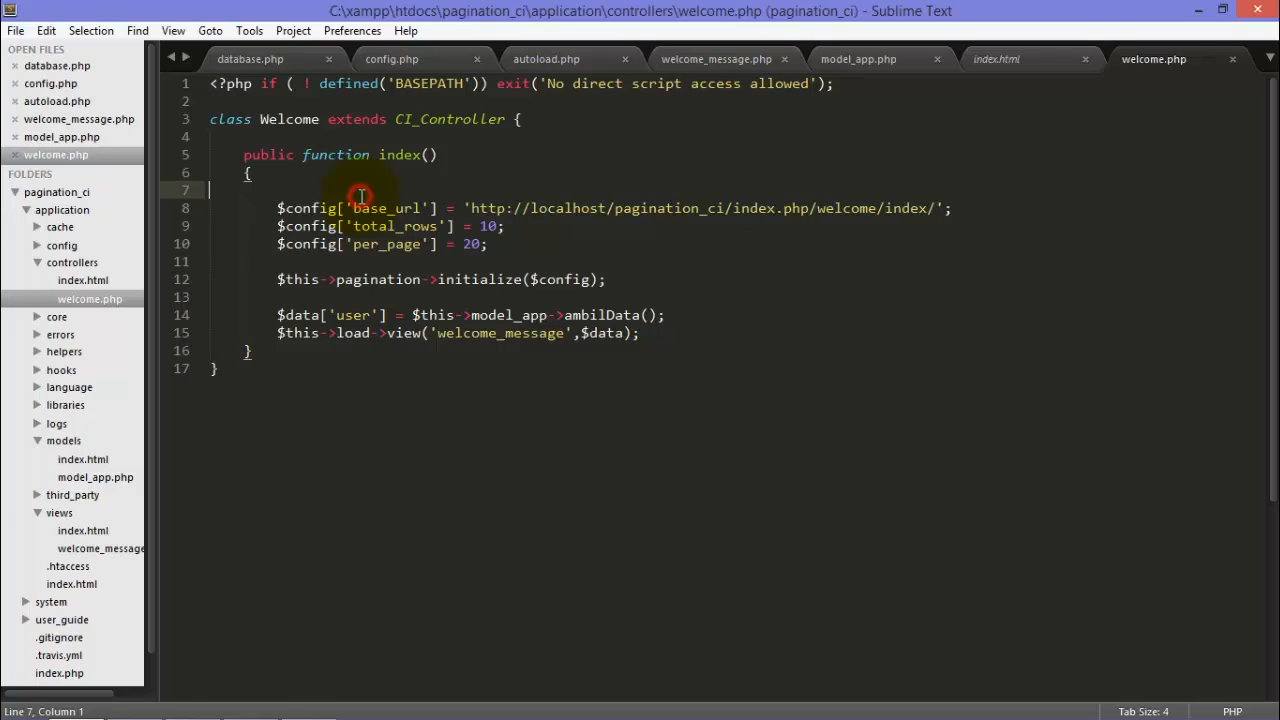 C:\xampp\htdocs\pagination_ci\application\controllers\welcome.php (pagination_ci) - Sublime Text
File Edit Selection Find View Goto Tools Project Preferences Help
OPEN FILES
database.php
config.php
autoload.php
welcome_message.php
model_app.php
welcome.php
FOLDERS
pagination_ci
application
cache
config
controllers
index.html
welcome.php
core
errors
helpers
hooks
language
libraries
logs
models
index.html
model_app.php
third_party
views
index.html
welcome_message
.htaccess
index.html
system
user_guide
.gitignore
.travis.yml
index.php
database.php config.php autoload.php welcome_message.php model_app.php index.html welcome.php
1 <?php if ( ! defined('BASEPATH')) exit('No direct script access allowed');
2
3 class Welcome extends CI_Controller {
4
5 public function index()
6 {
7
8 $config['base_url'] = 'http://localhost/pagination_ci/index.php/welcome/index/';
9 $config['total_rows'] = 10;
10 $config['per_page'] = 20;
11
12 $this->pagination->initialize($config);
13
14 $data['user'] = $this->model_app->ambilData();
15 $this->load->view('welcome_message',$data);
16 }
17 }
Line 7, Column 1 Tab Size: 4 PHP